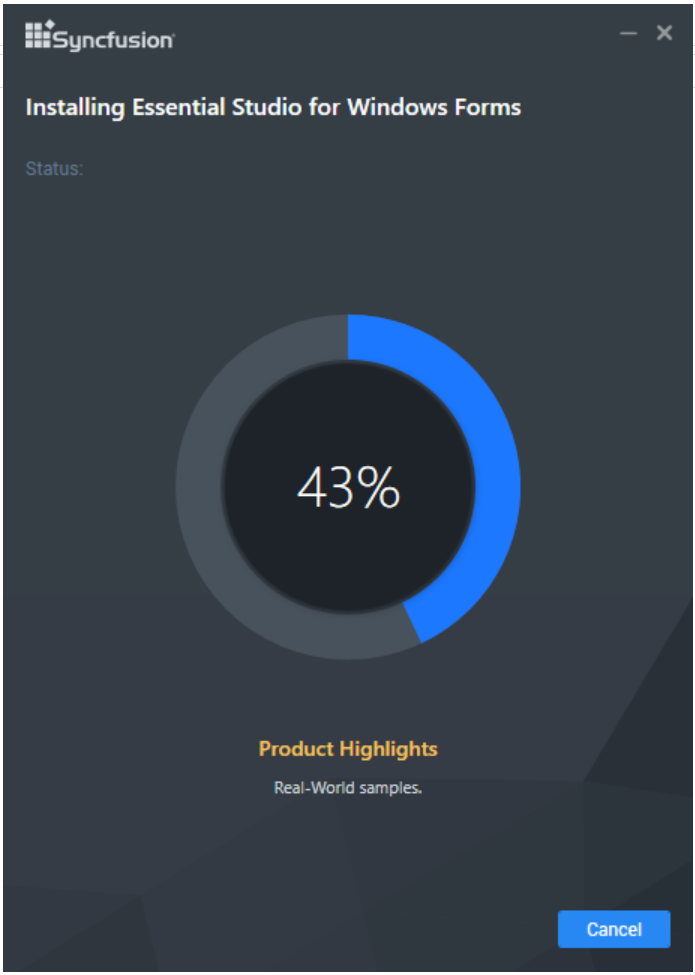 Syncfusion
Installing Essential Studio for Windows Forms
Status:
43%
Product Highlights
Real-World samples.
Cancel